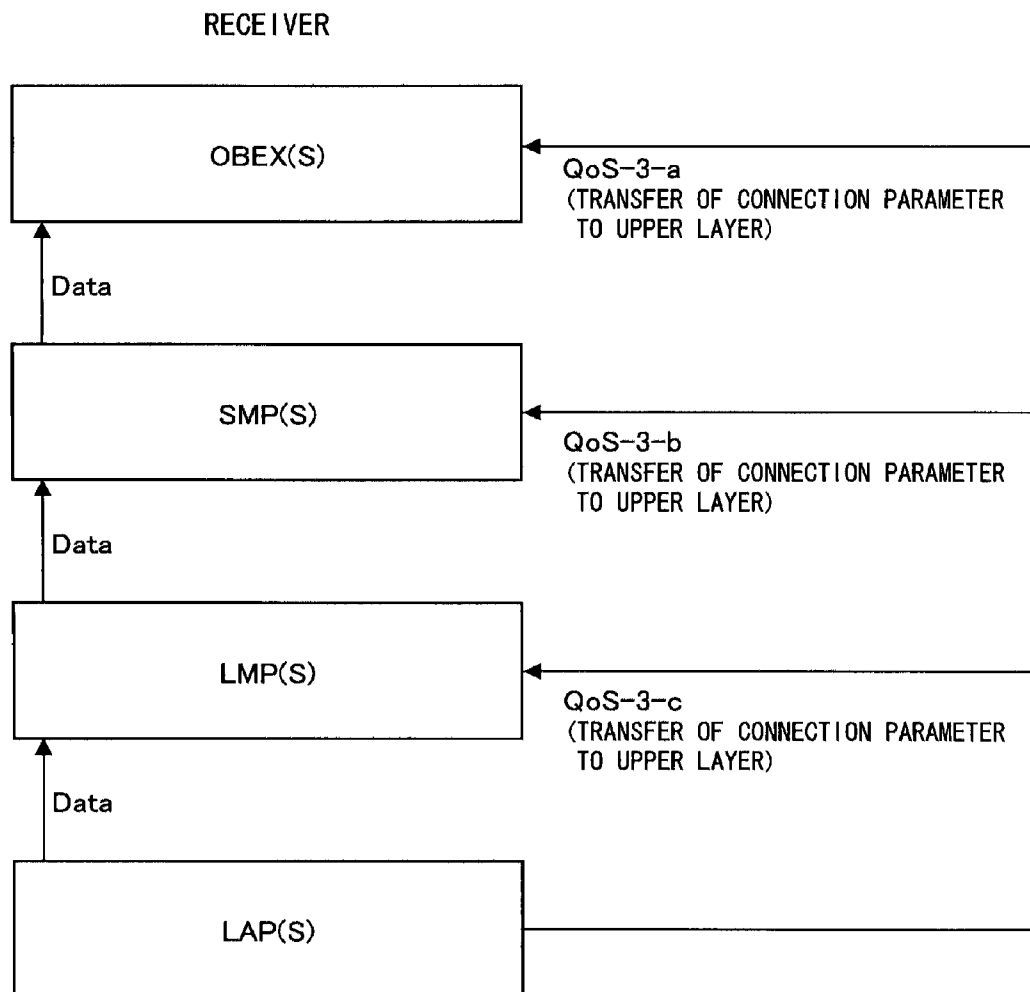 RECEIVER
OBEX(S)
QoS-3-a
(TRANSFER OF CONNECTION PARAMETER
TO UPPER LAYER)
Data
SMP(S)
QoS-3-b
(TRANSFER OF CONNECTION PARAMETER
TO UPPER LAYER)
Data
LMP(S)
QoS-3-c
(TRANSFER OF CONNECTION PARAMETER
TO UPPER LAYER)
Data
LAP(S)